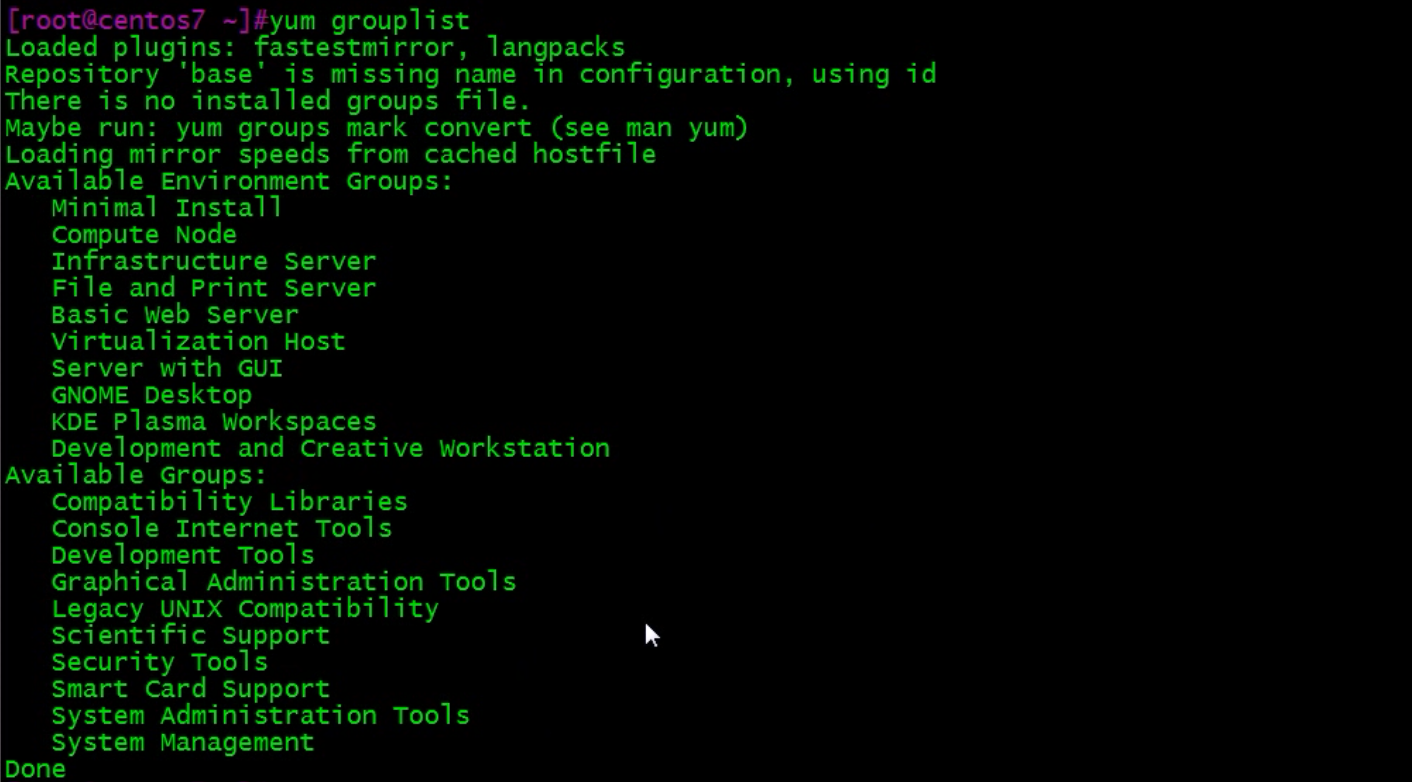 [root@centos7 ~]#yum grouplist
Loaded plugins: fastestmirror, langpacks
Repository 'base' is missing name in configuration, using id
There is no installed groups file.
Maybe run: yum groups mark convert (see man yum)
Loading mirror speeds from cached hostfile
Available Environment Groups:
   Minimal Install
   Compute Node
   Infrastructure Server
   File and Print Server
   Basic Web Server
   Virtualization Host
   Server with GUI
   GNOME Desktop
   KDE Plasma Workspaces
   Development and Creative Workstation
Available Groups:
   Compatibility Libraries
   Console Internet Tools
   Development Tools
   Graphical Administration Tools
   Legacy UNIX Compatibility
   Scientific Support
   Security Tools
   Smart Card Support
   System Administration Tools
   System Management
Done